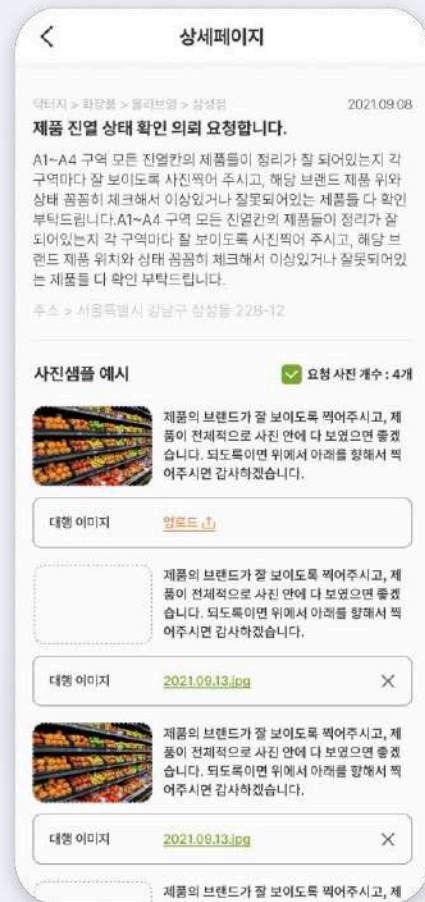 상세페이지
닥터지 > 화장품 > 올리브영 > 삼성점
2021.09.08
제품 진열 상태 확인 의뢰 요청합니다.
A1~A4 구역 모든 진열칸의 제품들이 정리가 잘 되어있는지 각
구역마다 잘 보이도록 사진찍어 주시고, 해당 브랜드 제품 위와
상태 꼼꼼히 체크해서 이상있거나 잘못되어있는 제품들 다 확인
부탁드립니다.A1~A4 구역 모든 진열칸의 제품들이 정리가 잘
되어있는지 각 구역마다 잘 보이도록 사진찍어 주시고, 해당 브
랜드 제품 위치와 상태 꼼꼼히 체크해서 이상있거나 잘못되어있
는 제품들 다 확인 부탁드립니다.
주소 > 서울특별시 강남구 삼성동 228-12
사진샘플 예시
요청 사진 개수 : 4개
제품의 브랜드가 잘 보이도록 찍어주시고, 제
품이 전체적으로 사진 안에 다 보였으면 좋겠
습니다. 되도록이면 위에서 아래를 향해서 찍
어주시면 감사하겠습니다.
대행 이미지
업로드
제품의 브랜드가 잘 보이도록 찍어주시고, 제
품이 전체적으로 사진 안에 다 보였으면 좋겠
습니다. 되도록이면 위에서 아래를 향해서 찍
어주시면 감사하겠습니다.
대행 이미지
2021.09.13.jpg
제품의 브랜드가 잘 보이도록 찍어주시고, 제
품이 전체적으로 사진 안에 다 보였으면 좋겠
습니다. 되도록이면 위에서 아래를 향해서 찍
어주시면 감사하겠습니다.
대행 이미지
2021.09.13.jpg
제품의 브랜드가 잘 보이도록 찍어주시고, 제